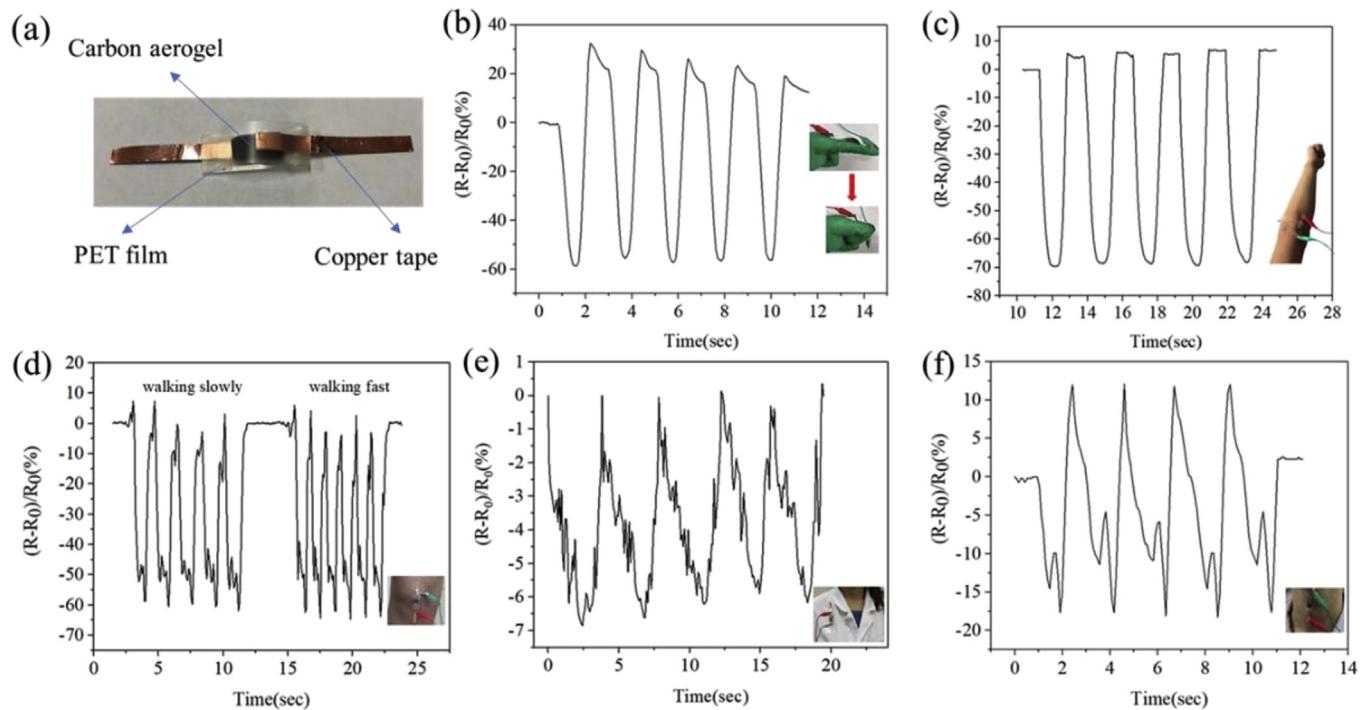 (a)
Carbon aerogel
PET film
Copper tape
(b)
(R-R0)/R0(%)
40
20
0
-20
-40
-60
0 2 4 6 8 10 12 14
Time(sec)
(c)
(R-R0)/R0(%)
10
0
-10
-20
-30
-40
-50
-60
-70
-80
10 12 14 16 18 20 22 24 26 28
Time(sec)
(d)
(R-R0)/R0(%)
20
10
0
-10
-20
-30
-40
-50
-60
-70
-75
walking slowly walking fast
0 5 10 15 20 25
Time(sec)
(e)
(R-R0)/R0(%)
1
0
-1
-2
-3
-4
-5
-6
-7
0 5 10 15 20
Time(sec)
(f)
(R-R0)/R0(%)
15
10
5
0
-5
-10
-15
-20
0 2 4 6 8 10 12 14
Time(sec)